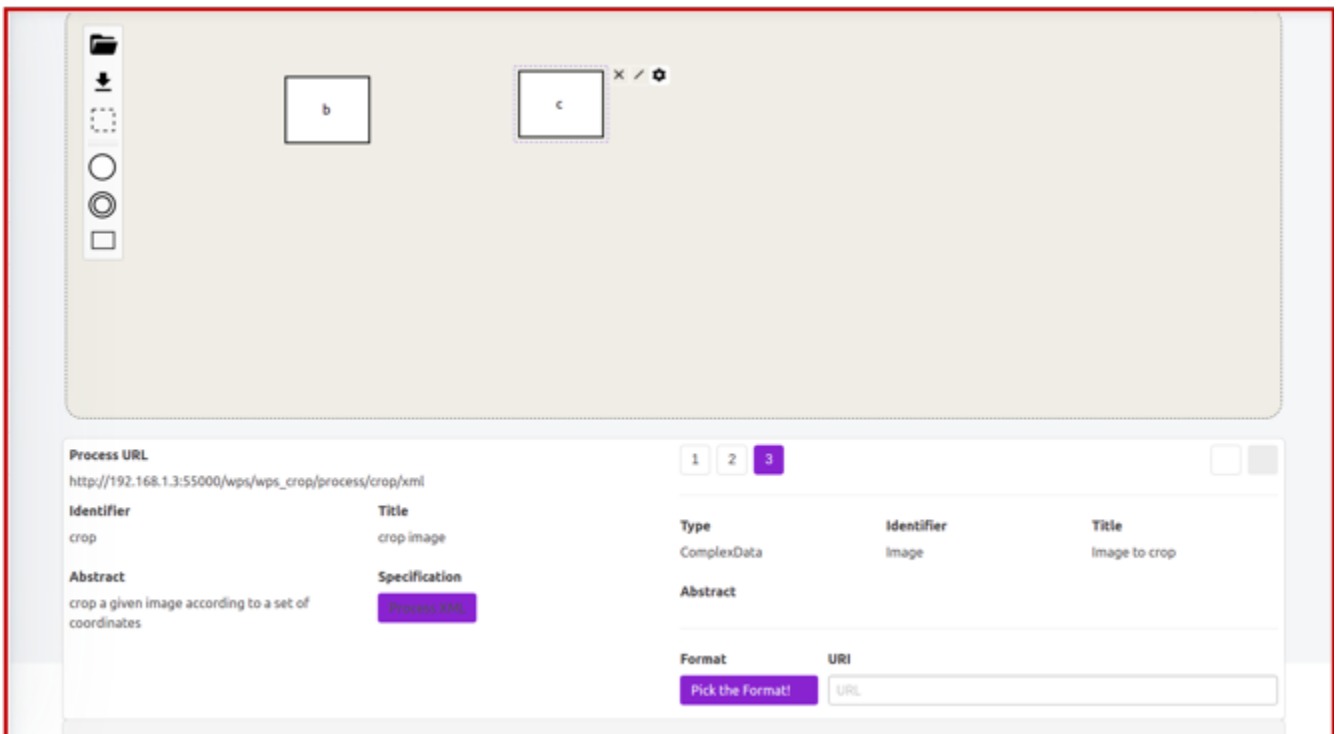 b
c
Process URL
http://192.168.1.3:55000/wps/wps_crop/process/crop/xml
Identifier
Title
crop
crop image
Abstract
Specification
crop a given image according to a set of
coordinates
Process XML
1 2 3
Type
Identifier
Title
ComplexData
Image
Image to crop
Abstract
Format
URI
Pick the Format!
URL